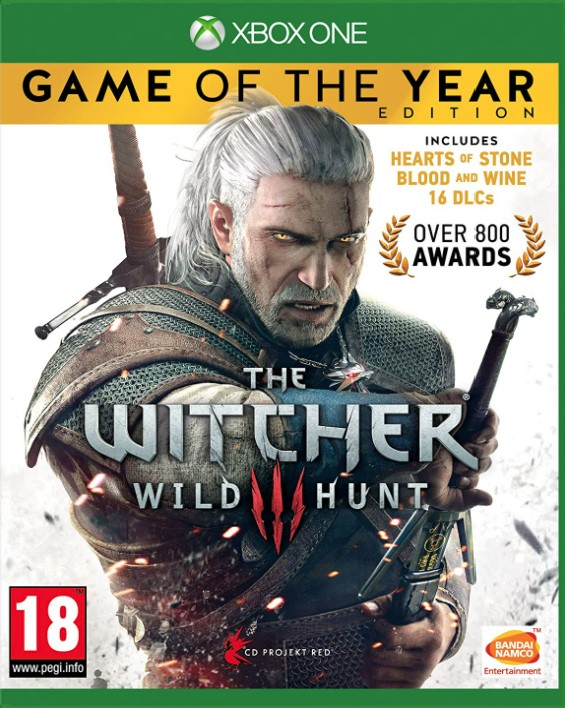 XBOX ONE
GAME OF THE YEAR
EDITION
INCLUDES
HEARTS OF STONE
BLOOD AND WINE
16 DLCs
OVER 800
AWARDS
THE
WITCHER®
WILD III HUNT
18
www.pegi.info
CD PROJEKT RED
BANDAI
NAMCO
Entertainment